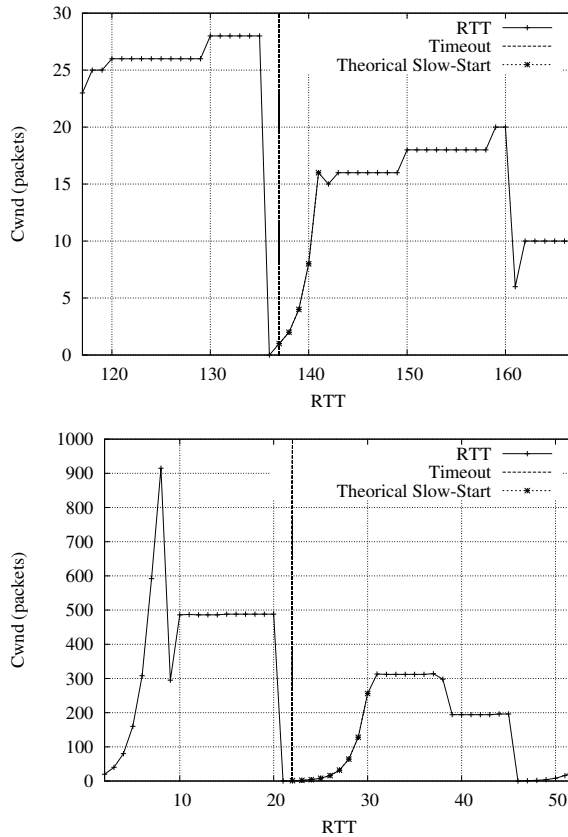 30
25
20
15
10
5
0
Cwnd (packets)
120 130 140 150 160
RTT
RTT
Timeout
Theorical Slow-Start
1000
900
800
700
600
500
400
300
200
100
0
Cwnd (packets)
10 20 30 40 50
RTT
RTT
Timeout
Theorical Slow-Start